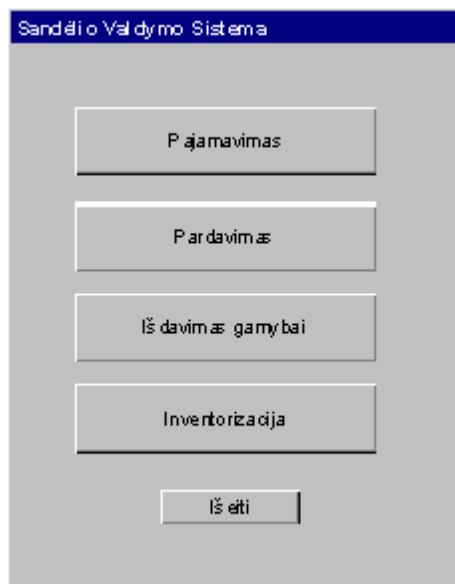 Sandėlio Valdymo Sistema
Pajamavimas
Pardavimas
Išdavimas gamybai
Inventorizacija
Išeiti